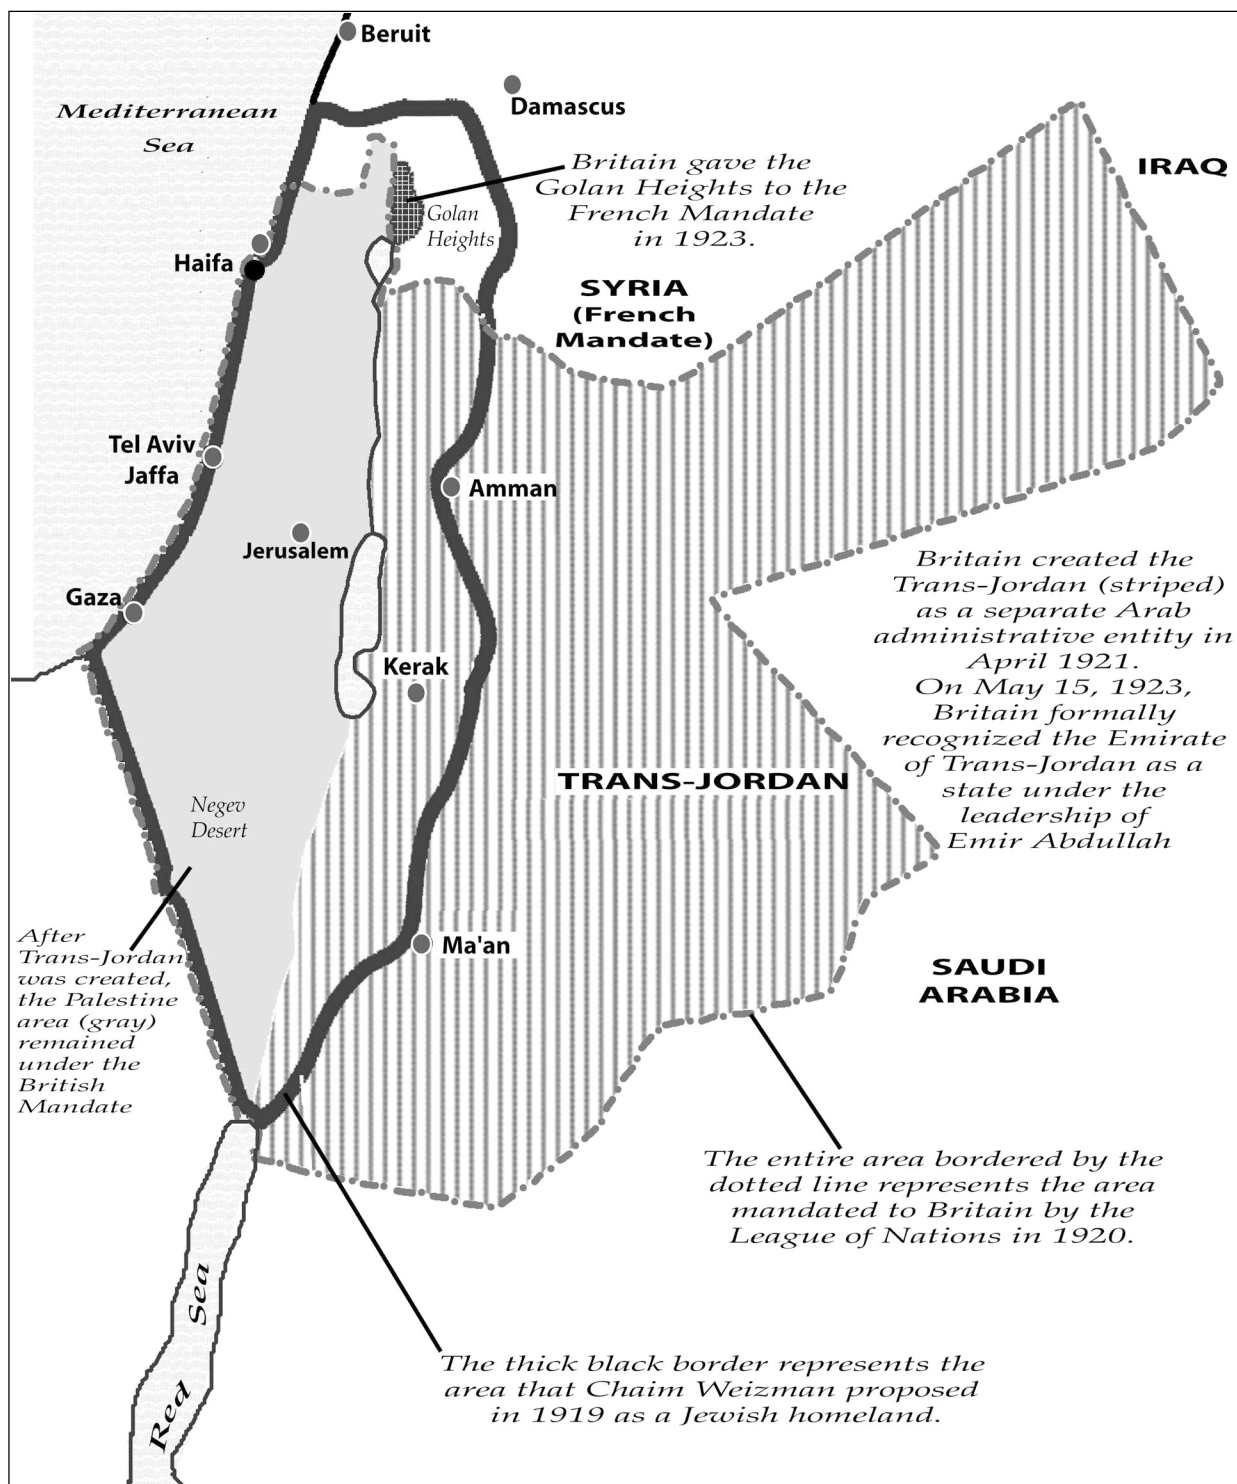 Beruit
Mediterranean
Sea
Damascus
IRAQ
Britain gave the
Golan Heights to the
French Mandate
in 1923.
Golan
Heights
Haifa
SYRIA
(French
Mandate)
Tel Aviv
Jaffa
Amman
Jerusalem
Gaza
Kerak
Britain created the
Trans-Jordan (striped)
as a separate Arab
administrative entity in
April 1921.
On May 15, 1923,
Britain formally
recognized the Emirate
of Trans-Jordan as a
state under the
leadership of
Emir Abdullah
TRANS-JORDAN
Negev
Desert
After
Trans-Jordan
was created,
the Palestine
area (gray)
remained
under the
British
Mandate
Ma'an
SAUDI
ARABIA
The entire area bordered by the
dotted line represents the area
mandated to Britain by the
League of Nations in 1920.
Red Sea
The thick black border represents the
area that Chaim Weizman proposed
in 1919 as a Jewish homeland.